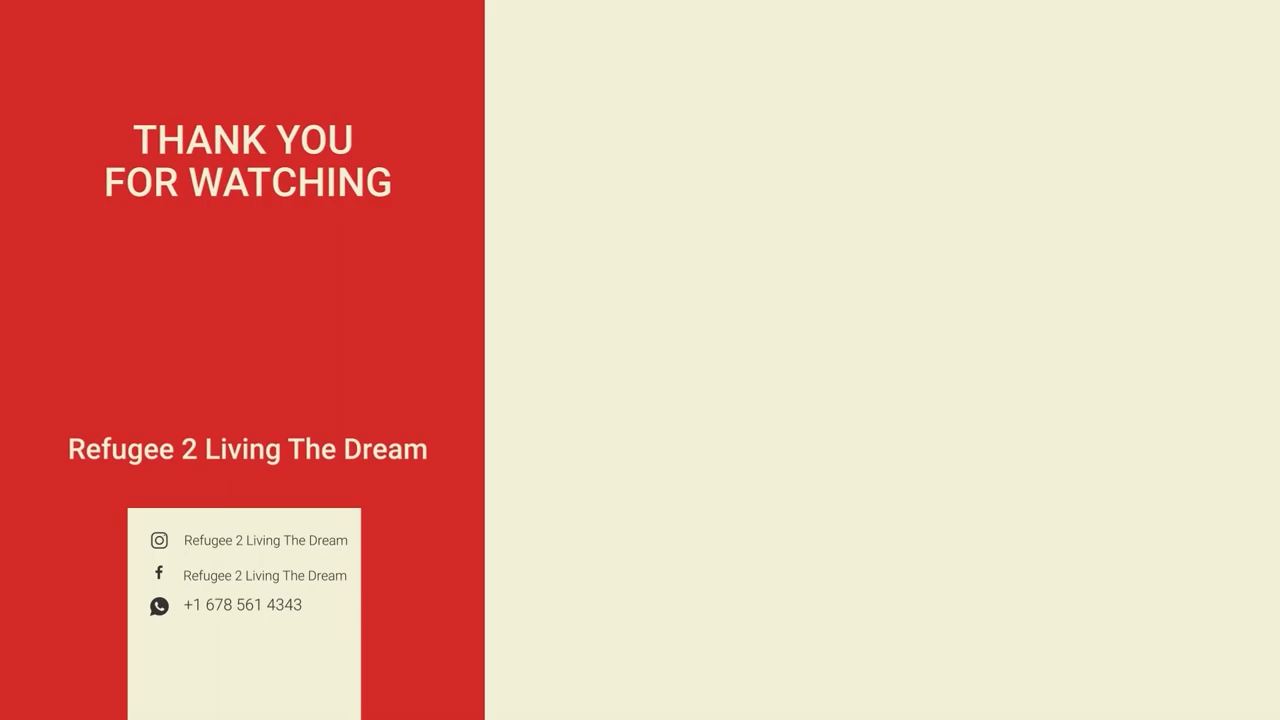 THANK YOU
FOR WATCHING
Refugee 2 Living The Dream
Refugee 2 Living The Dream
Refugee 2 Living The Dream
+1 678 561 4343